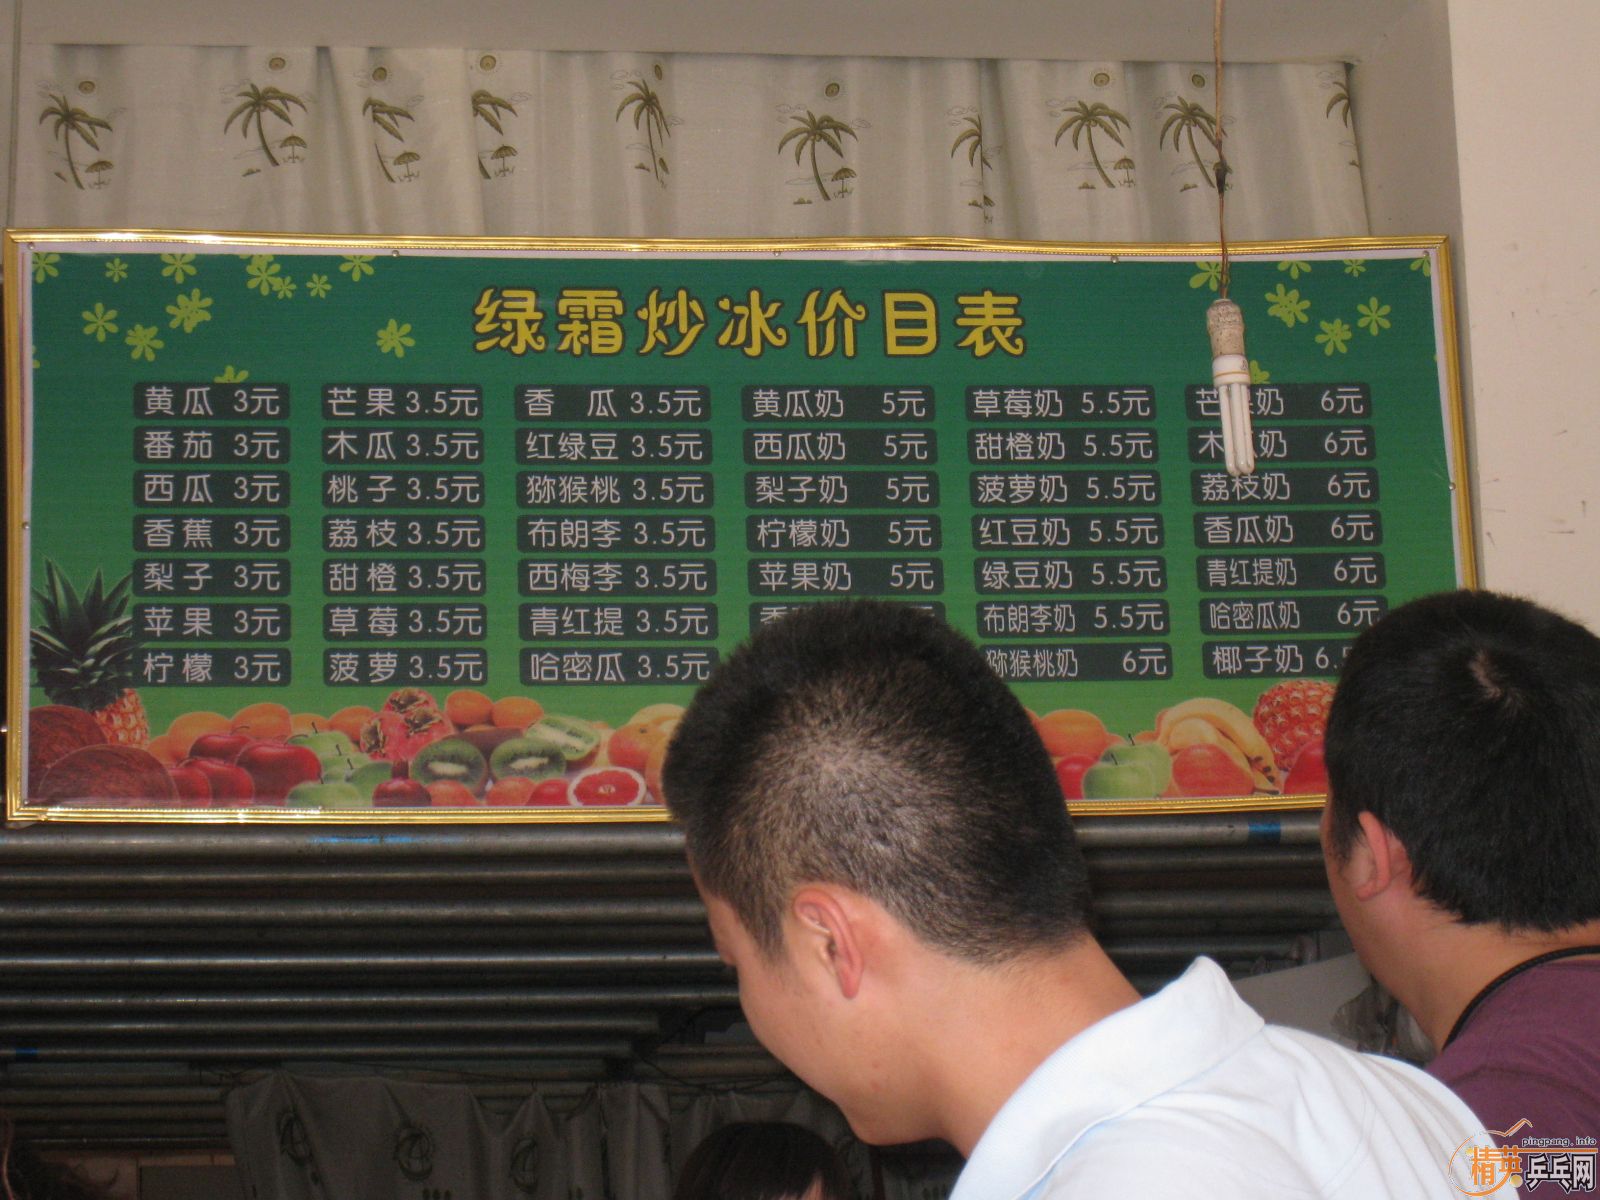 绿霜炒冰价目表
黄瓜 3元 芒果 3.5元 香 瓜 3.5元 黄瓜奶 5元 草莓奶 5.5元 芒果奶 6元
番茄 3元 木瓜 3.5元 红绿豆 3.5元 西瓜奶 5元 甜橙奶 5.5元 木瓜奶 6元
西瓜 3元 桃子 3.5元 猕猴桃 3.5元 梨子奶 5元 菠萝奶 5.5元 荔枝奶 6元
香蕉 3元 荔枝 3.5元 布朗李 3.5元 柠檬奶 5元 红豆奶 5.5元 香瓜奶 6元
梨子 3元 甜橙 3.5元 西梅李 3.5元 苹果奶 5元 绿豆奶 5.5元 青红提奶 6元
苹果 3元 草莓 3.5元 青红提 3.5元 布朗李奶 5.5元 哈密瓜奶 6元
柠檬 3元 菠萝 3.5元 哈密瓜 3.5元 猕猴桃奶 6元 椰子奶 6.5
pingpang.info
精英乒乓网